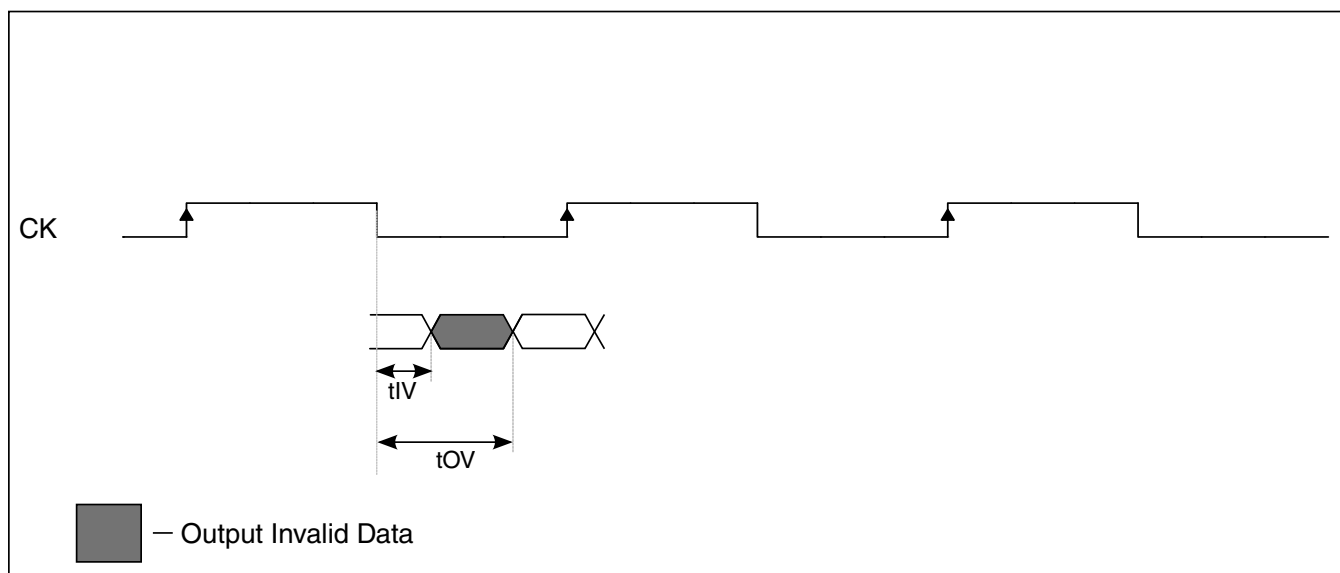 CK
tIV
tOV
– Output Invalid Data